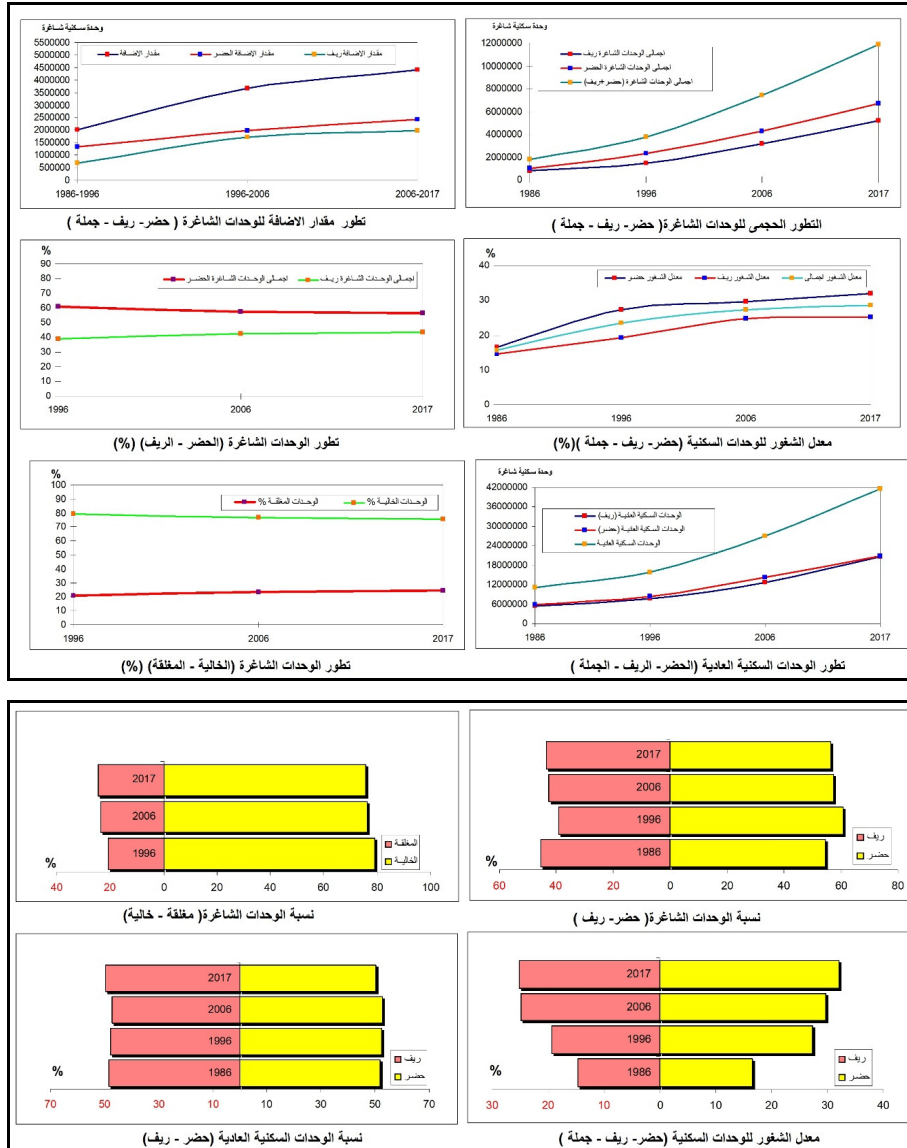 وحدة سكنية شاغرة
5500000
5000000
4500000
4000000
3500000
3000000
2500000
2000000
1500000
1000000
500000
0
مقدار الاضافة
مقدار الاضافة الحضر
مقدار الاضافة ريف
1986-1996
1996-2006
2006-2017
تطور مقدار الاضافة للوحدات الشاغرة ( حضر- ريف - جملة )
وحدة سكنية شاغرة
12000000
10000000
8000000
6000000
4000000
2000000
اجمالى الوحدات الشاغرة ريف
اجمالى الوحدات الشاغرة الحضر
اجمالى الوحدات الشاغرة (حضر+ريف)
1986
1996
2006
2017
التطور الحجمى للوحدات الشاغرة( حضر- ريف - جملة )
%
90
80
70
60
50
40
30
20
10
0
اجمالى الوحدات الشاغرة الحضر
اجمالى الوحدات الشاغرة ريف
1996
2006
2017
تطور الوحدات الشاغرة (الحضر - الريف) (%)
%
40
30
20
10
0
معدل الشغور حضر
معدل الشغور ريف
معدل الشغور اجمالى
1986
1996
2006
2017
معدل الشغور للوحدات السكنية (حضر- ريف - جملة )(%)
%
100
90
80
70
60
50
40
30
20
10
0
الوحدات المغلقة %
الوحدات الخالية %
1996
2006
2017
تطور الوحدات الشاغرة (الخالية - المغلقة) (%)
وحدة سكنية شاغرة
42000000
36000000
30000000
24000000
18000000
12000000
6000000
0
الوحدات السكنية العادية (ريف)
الوحدات السكنية العادية (حضر)
الوحدات السكنية العادية
1986
1996
2006
2017
تطور الوحدات السكنية العادية (الحضر- الريف - الجملة )
2017
2006
1996
المغلقة
الخالية
%
40 20 0 20 40 60 80 100
نسبة الوحدات الشاغرة( مغلقة - خالية)
2017
2006
1996
1986
ريف
حضر
%
60 40 20 0 20 40 60 80
نسبة الوحدات الشاغرة( حضر- ريف )
2017
2006
1996
1986
ريف
حضر
%
70 50 30 10 10 30 50 70
نسبة الوحدات السكنية العادية (حضر - ريف)
2017
2006
1996
1986
ريف
حضر
%
30 20 10 0 10 20 30 40
معدل الشغور للوحدات السكنية (حضر- ريف - جملة )